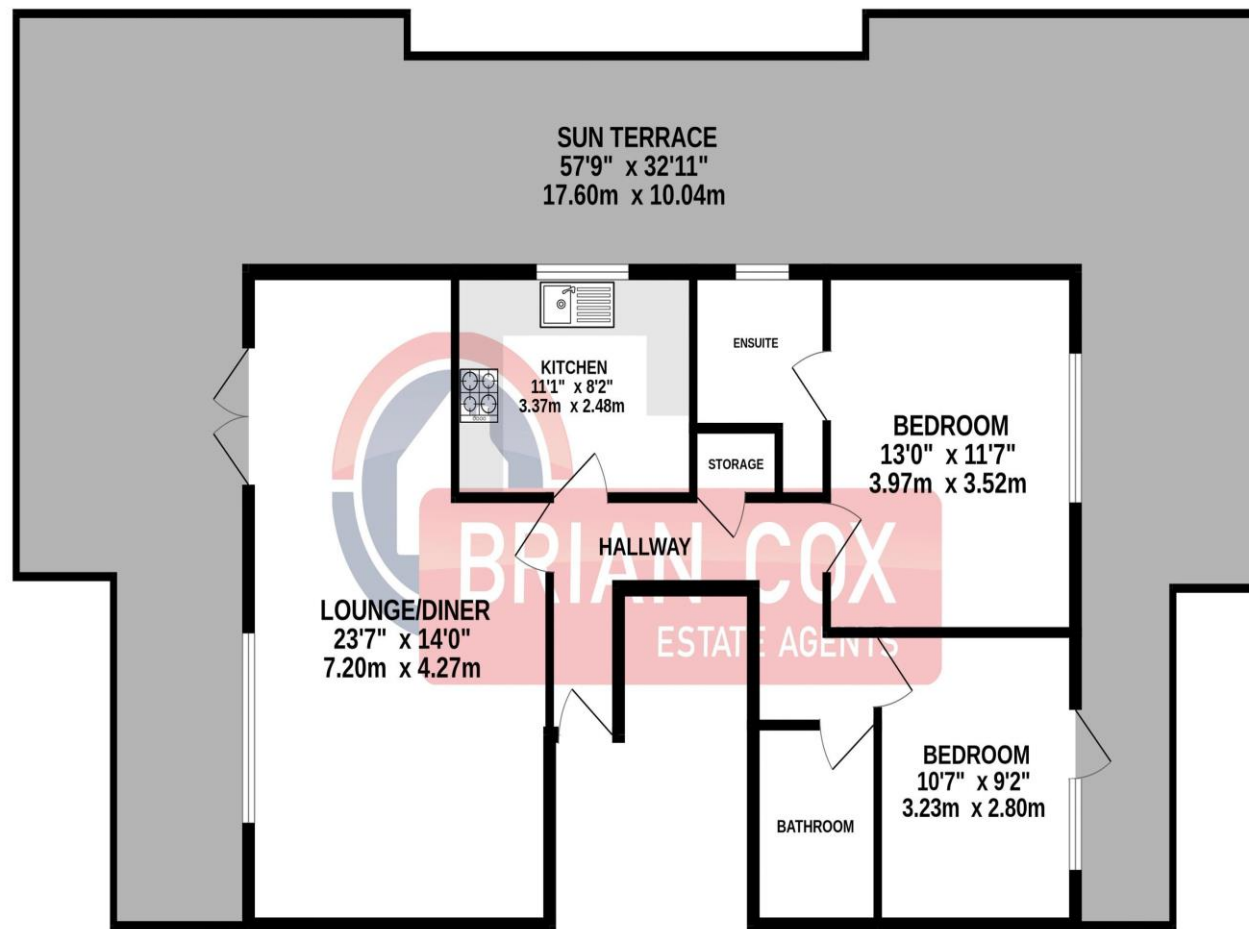 SUN TERRACE
57'9" x 32'11"
17.60m x 10.04m
KITCHEN
11'1" x 8'2"
3.37m x 2.48m
ENSUITE
STORAGE
BEDROOM
13'0" x 11'7"
3.97m x 3.52m
HALLWAY
BRIAN COX
ESTATE AGENTS
LOUNGE/DINER
23'7" x 14'0"
7.20m x 4.27m
BEDROOM
10'7" x 9'2"
3.23m x 2.80m
BATHROOM